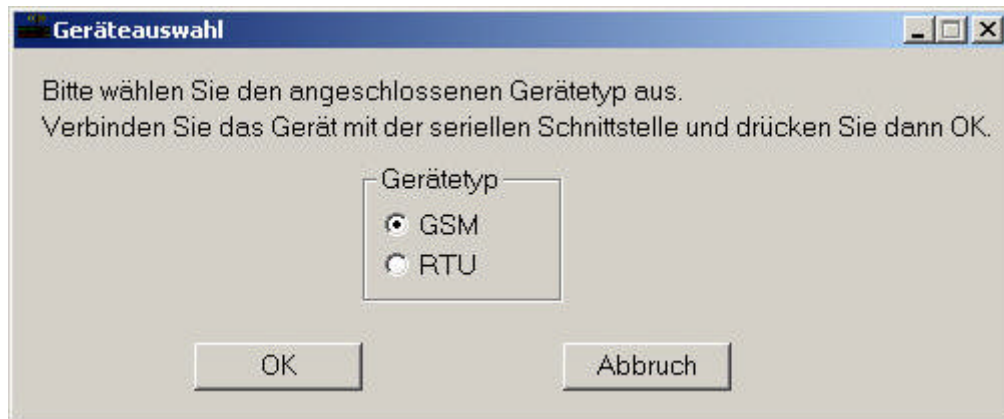 Geräteauswahl
Bitte wählen Sie den angeschlossenen Gerätetyp aus.
Verbinden Sie das Gerät mit der seriellen Schnittstelle und drücken Sie dann OK.
Gerätetyp
GSM
RTU
OK Abbruch